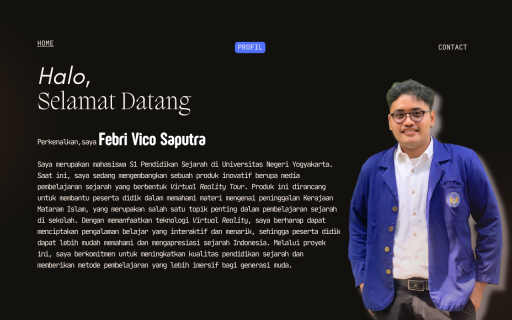 HOME
PROFIL
CONTACT
Halo,
Selamat Datang
Perkenalkan,saya Febri Vico Saputra
Saya merupakan mahasiswa S1 Pendidikan Sejarah di Universitas Negeri Yogyakarta.
Saat ini, saya sedang mengembangkan sebuah produk inovatif berupa media
pembelajaran sejarah yang berbentuk Virtual Reality Tour. Produk ini dirancang
untuk membantu peserta didik dalam memahami materi mengenai peninggalan Kerajaan
Mataram Islam, yang merupakan salah satu topik penting dalam pembelajaran sejarah
di sekolah. Dengan memanfaatkan teknologi Virtual Reality, saya berharap dapat
menciptakan pengalaman belajar yang interaktif dan menarik, sehingga peserta didik
dapat lebih mudah memahami dan mengapresiasi sejarah Indonesia. Melalui proyek
ini, saya berkomitmen untuk meningkatkan kualitas pendidikan sejarah dan
memberikan metode pembelajaran yang lebih imersif bagi generasi muda.